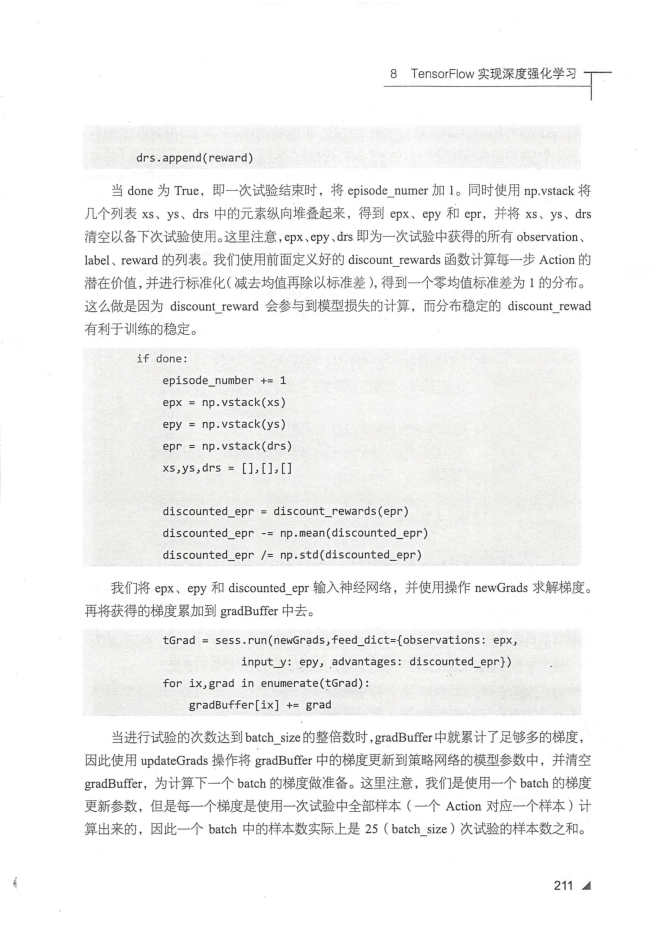 8 TensorFlow 实现深度强化学习
drs.append(reward)
当 done 为 True，即一次试验结束时，将 episode_numer 加 1。同时使用 np.vstack 将
几个列表 xs、ys、drs 中的元素纵向堆叠起来，得到 epx、epy 和 epr，并将 xs、ys、drs
清空以备下次试验使用。这里注意，epx、epy、drs 即为一次试验中获得的所有 observation、
label、reward 的列表。我们使用前面定义好的 discount_rewards 函数计算每一步 Action 的
潜在价值，并进行标准化（减去均值再除以标准差），得到一个零均值标准差为 1 的分布。
这么做是因为 discount_reward 会参与到模型损失的计算，而分布稳定的 discount_rewad
有利于训练的稳定。
if done:
episode_number += 1
epx = np.vstack(xs)
epy = np.vstack(ys)
epr = np.vstack(drs)
xs,ys,drs = [],[],[]
discounted_epr = discount_rewards(epr)
discounted_epr -= np.mean(discounted_epr)
discounted_epr /= np.std(discounted_epr)
我们将 epx、epy 和 discounted_epr 输入神经网络，并使用操作 newGrads 求解梯度。
再将获得的梯度累加到 gradBuffer 中去。
tGrad = sess.run(newGrads,feed_dict={observations: epx,
input_y: epy, advantages: discounted_epr})
for ix,grad in enumerate(tGrad):
gradBuffer[ix] += grad
当进行试验的次数达到 batch_size 的整倍数时，gradBuffer 中就累计了足够多的梯度，
因此使用 updateGrads 操作将 gradBuffer 中的梯度更新到策略网络的模型参数中，并清空
gradBuffer，为计算下一个 batch 的梯度做准备。这里注意，我们是使用一个 batch 的梯度
更新参数，但是每一个梯度是使用一次试验中全部样本（一个 Action 对应一个样本）计
算出来的，因此一个 batch 中的样本数实际上是 25（batch_size）次试验的样本数之和。
211